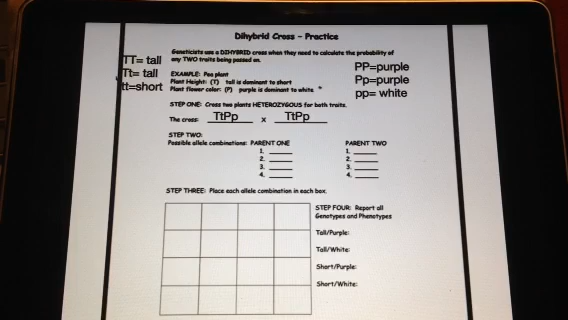 Dihybrid Cross - Practice
Geneticists use a DIHYBRID cross when they need to calculate the probability of
any TWO traits being passed on.
TT= tall
Tt= tall
tt=short
EXAMPLE: Pea plant
Plant Height: (T) tall is dominant to short
Plant flower color: (P) purple is dominant to white
PP=purple
Pp=purple
pp= white
STEP ONE: Cross two plants HETEROZYGOUS for both traits.
The cross: TtPp x TtPp
STEP TWO:
Possible allele combinations: PARENT ONE PARENT TWO
1. 1.
2. 2.
3. 3.
4. 4.
STEP THREE: Place each allele combination in each box.
STEP FOUR: Report all
Genotypes and Phenotypes
Tall/Purple:
Tall/White:
Short/Purple:
Short/White: